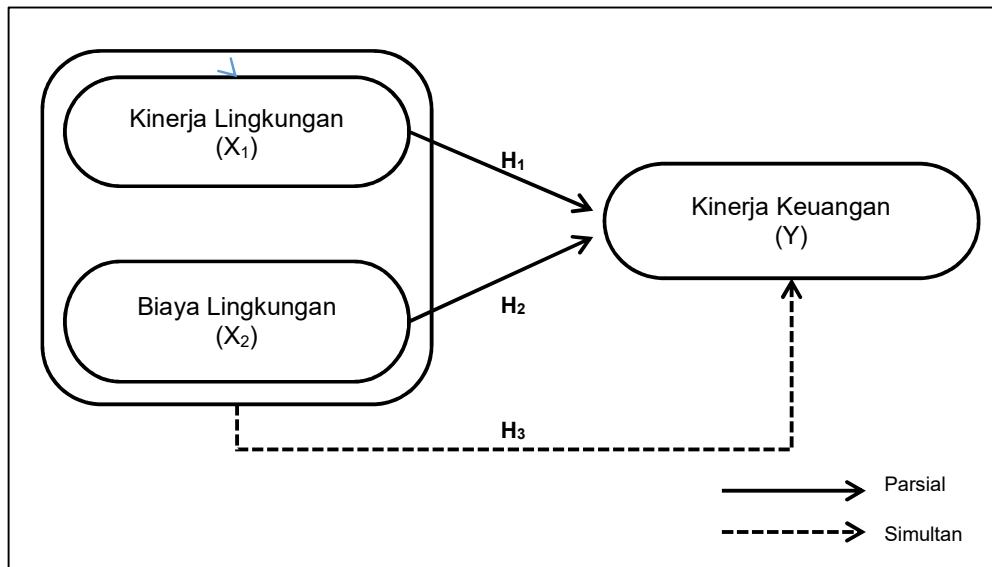 Kinerja Lingkungan
(X₁)
H₁
Kinerja Keuangan
(Y)
Biaya Lingkungan
(X₂)
H₂
H₃
Parsial
Simultan